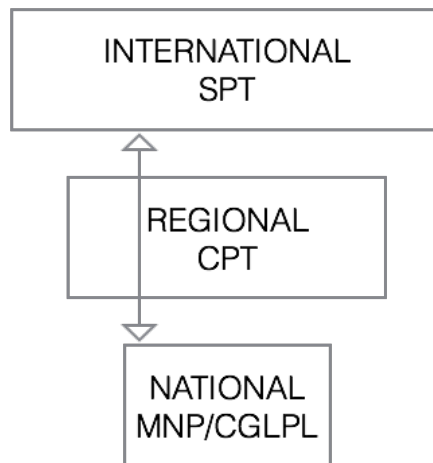 INTERNATIONAL
SPT
REGIONAL
CPT
NATIONAL
MNP/CGLPL